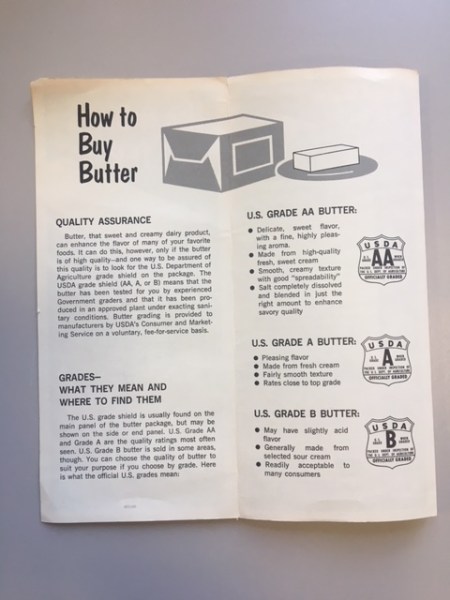 How to
Buy
Butter
QUALITY ASSURANCE
Butter, that sweet and creamy dairy product,
can enhance the flavor of many of your favorite
foods. It can do this, however, only if the butter
is of high quality—and one way to be assured of
this quality is to look for the U.S. Department of
Agriculture grade shield on the package. The
USDA grade shield (AA, A, or B) means that the
butter has been tested for you by experienced
Government graders and that it has been pro-
duced in an approved plant under exacting sani-
tary conditions. Butter grading is provided to
manufacturers by USDA's Consumer and Market-
ing Service on a voluntary, fee-for-service basis.
GRADES—
WHAT THEY MEAN AND
WHERE TO FIND THEM
The U.S. grade shield is usually found on the
main panel of the butter package, but may be
shown on the side or end panel. U.S. Grade AA
and Grade A are the quality ratings most often
seen. U.S. Grade B butter is sold in some areas,
though. You can choose the quality of butter to
suit your purpose if you choose by grade. Here
is what the official U.S. grades mean:
U.S. GRADE AA BUTTER:
● Delicate, sweet flavor,
with a fine, highly pleas-
ing aroma.
● Made from high-quality
fresh, sweet cream
● Smooth, creamy texture
with good "spreadability"
● Salt completely dissolved
and blended in just the
right amount to enhance
savory quality
USDA
AA
OFFICIALLY GRADED
U.S. GRADE A BUTTER:
● Pleasing flavor
● Made from fresh cream
● Fairly smooth texture
● Rates close to top grade
USDA
A
OFFICIALLY GRADED
U.S. GRADE B BUTTER:
● May have slightly acid
flavor
● Generally made from
selected sour cream
● Readily acceptable to
many consumers
USDA
B
OFFICIALLY GRADED